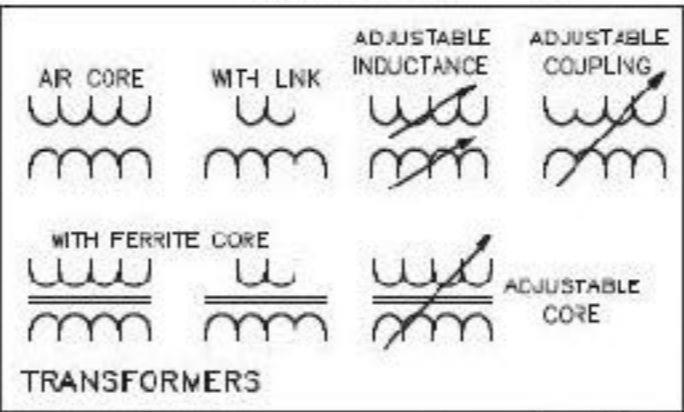 AIR CORE
WITH LINK
ADJUSTABLE
INDUCTANCE
ADJUSTABLE
COUPLING
WITH FERRITE CORE
ADJUSTABLE
CORE
TRANSFORMERS